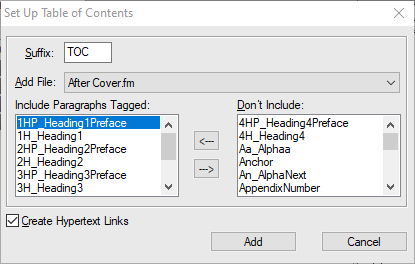 Set Up Table of Contents
Suffix: TOC
Add File: After Cover.fm
Include Paragraphs Tagged:
1HP_Heading1Preface
1H_Heading1
2HP_Heading2Preface
2H_Heading2
3HP_Heading3Preface
3H_Heading3
<---
--->
Don't Include:
4HP_Heading4Preface
4H_Heading4
Aa_Alphaa
Anchor
An_AlphaNext
AppendixNumber
Create Hypertext Links
Add
Cancel